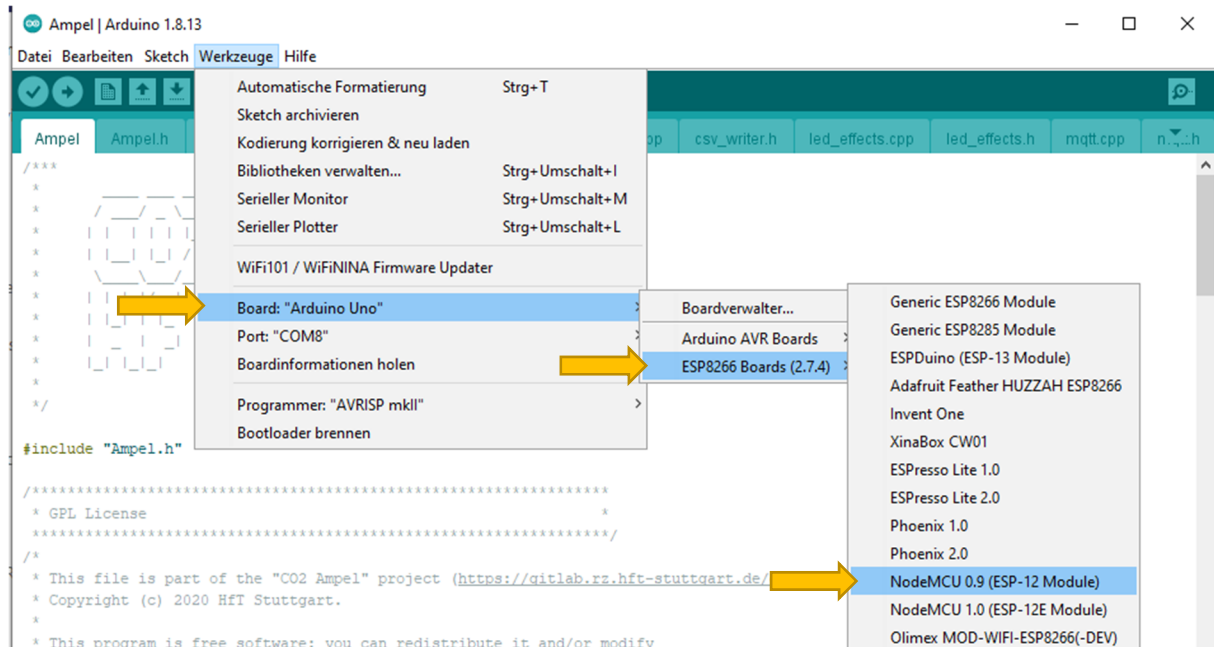 Ampel | Arduino 1.8.13
Datei Bearbeiten Sketch Werkzeuge Hilfe
Ampel Ampel.h csv_writer.h led_effects.cpp led_effects.h mqtt.cpp
Automatische Formatierung Strg+T
Sketch archivieren
Kodierung korrigieren & neu laden
Bibliotheken verwalten... Strg+Umschalt+I
Serieller Monitor Strg+Umschalt+M
Serieller Plotter Strg+Umschalt+L
WiFi101 / WiFiNINA Firmware Updater
Board: "Arduino Uno"
Port: "COM8"
Boardinformationen holen
Programmer: "AVRISP mkII"
Bootloader brennen
Boardverwalter...
Arduino AVR Boards
ESP8266 Boards (2.7.4)
Generic ESP8266 Module
Generic ESP8285 Module
ESPDuino (ESP-13 Module)
Adafruit Feather HUZZAH ESP8266
Invent One
XinaBox CW01
ESPresso Lite 1.0
ESPresso Lite 2.0
Phoenix 1.0
Phoenix 2.0
NodeMCU 0.9 (ESP-12 Module)
NodeMCU 1.0 (ESP-12E Module)
Olimex MOD-WIFI-ESP8266(-DEV)
/***
*/
#include "Ampel.h"
/***************************************************************
* GPL License *
***************************************************************/
/*
* This file is part of the "CO2 Ampel" project (https://gitlab.rz.hft-stuttgart.de/
* Copyright (c) 2020 HfT Stuttgart.
*
* This program is free software: you can redistribute it and/or modify